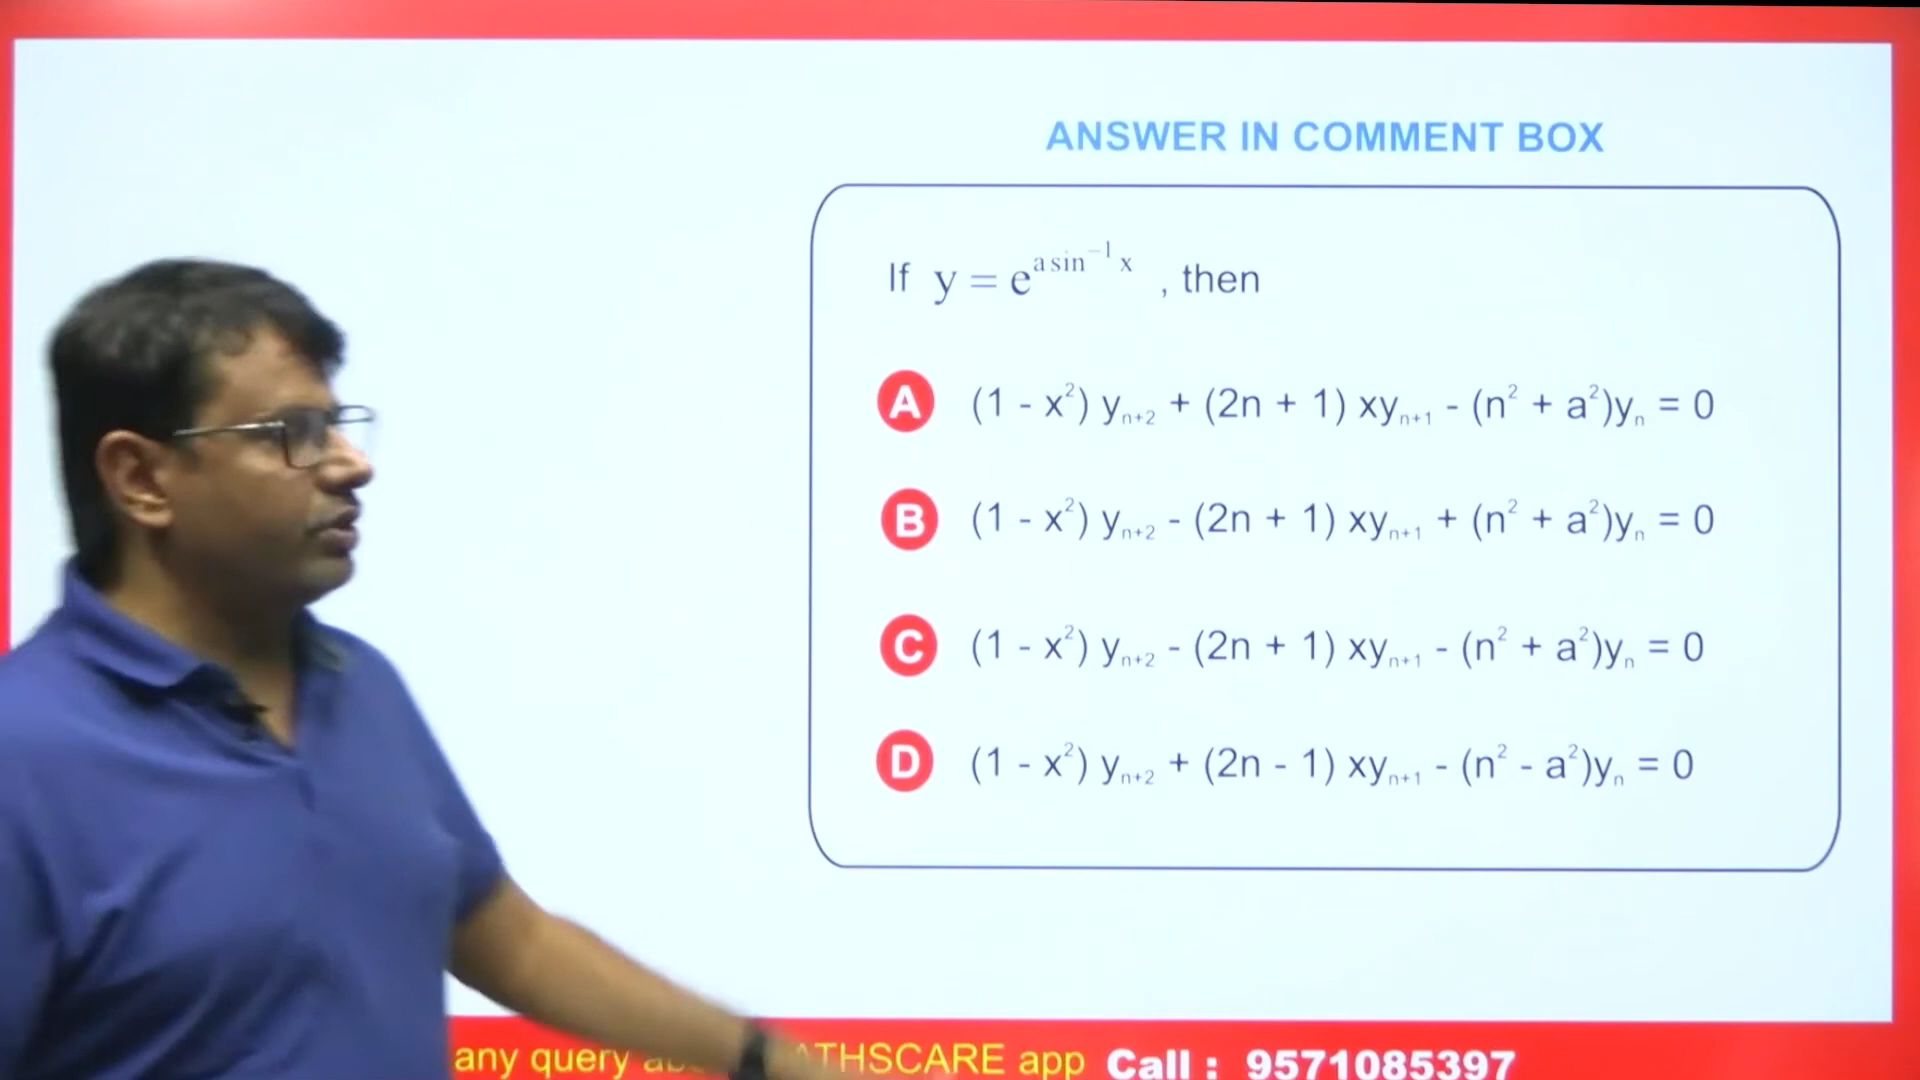 ANSWER IN COMMENT BOX
If y = e^{a sin^{-1} x} , then
A (1 - x²) yₙ₊₂ + (2n + 1) xyₙ₊₁ - (n² + a²)yₙ = 0
B (1 - x²) yₙ₊₂ - (2n + 1) xyₙ₊₁ + (n² + a²)yₙ = 0
C (1 - x²) yₙ₊₂ - (2n + 1) xyₙ₊₁ - (n² + a²)yₙ = 0
D (1 - x²) yₙ₊₂ + (2n - 1) xyₙ₊₁ - (n² - a²)yₙ = 0
any query app Call : 9571085397